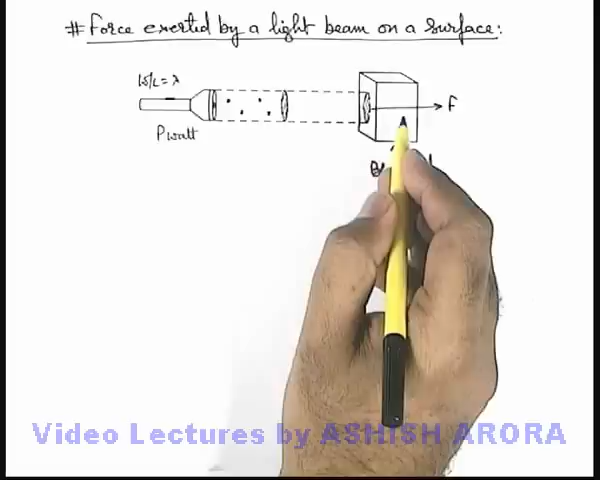 # Force exerted by a light beam on a surface:
W/L = λ
F
P watt
Video Lectures by ASHISH ARORA